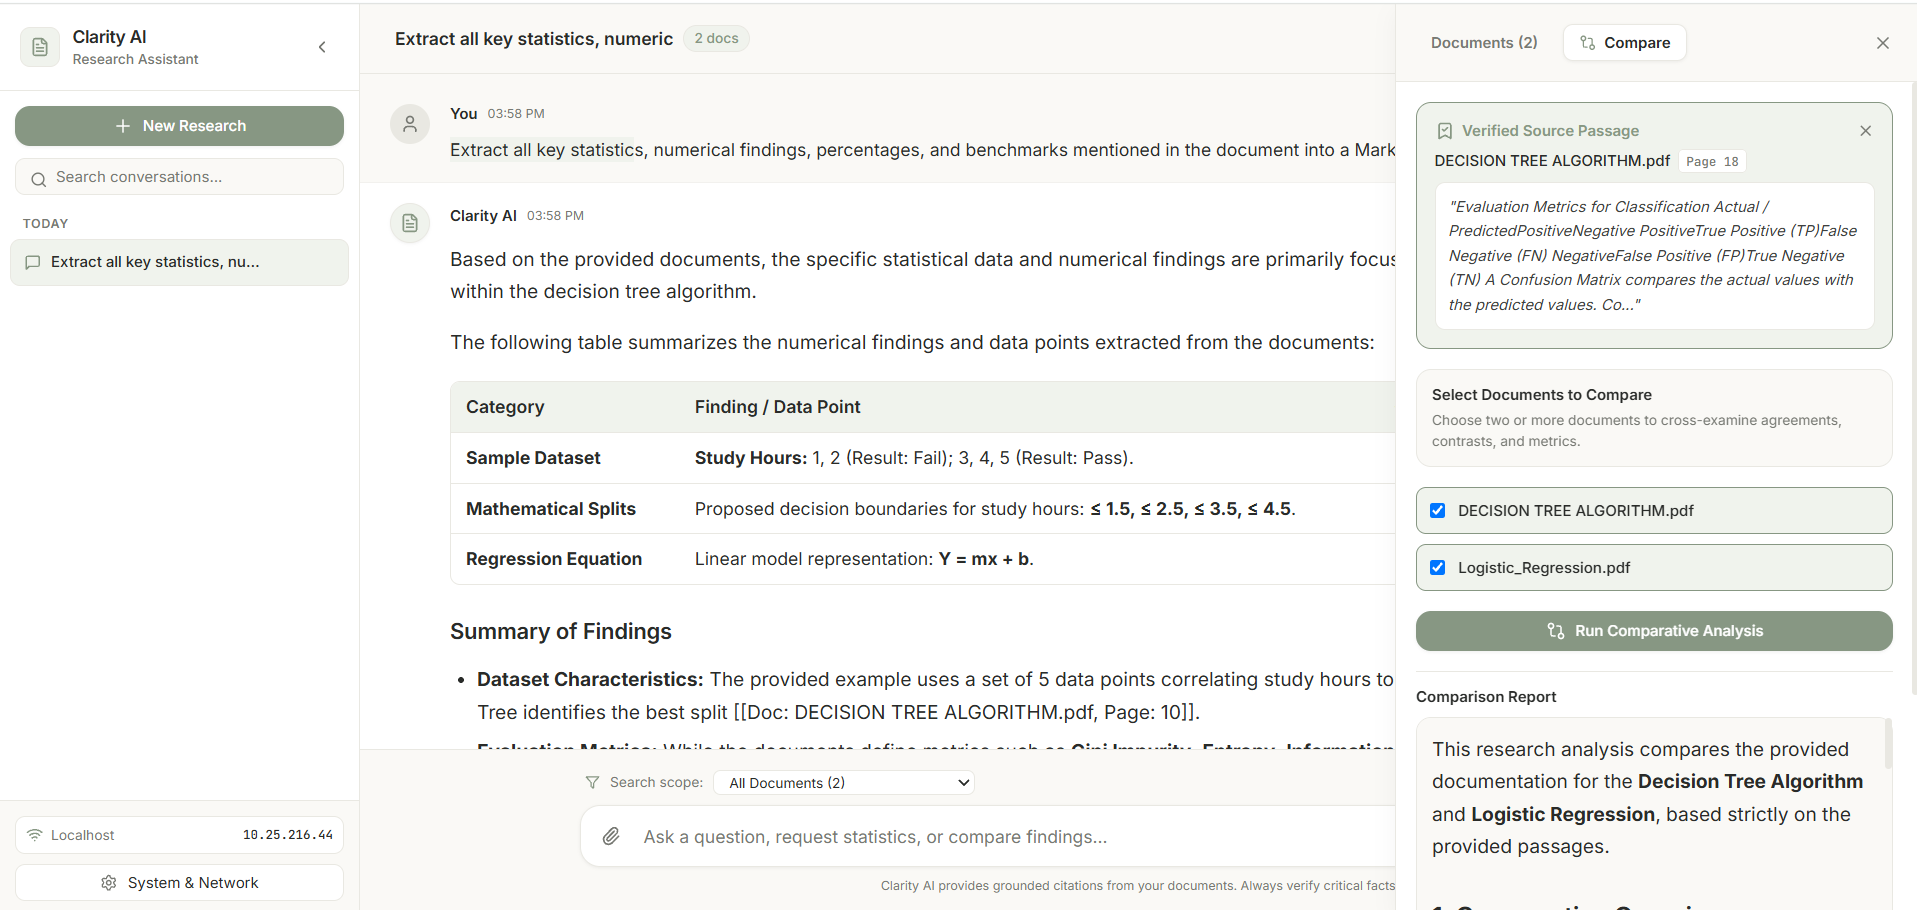 Clarity AI
Research Assistant
New Research
Search conversations...
TODAY
Extract all key statistics, nu...
Localhost
10.25.216.44
System & Network
Extract all key statistics, numeric
2 docs
You 03:58 PM
Extract all key statistics, numerical findings, percentages, and benchmarks mentioned in the document into a Mark
Clarity AI 03:58 PM
Based on the provided documents, the specific statistical data and numerical findings are primarily focus
within the decision tree algorithm.
The following table summarizes the numerical findings and data points extracted from the documents:
Category Finding / Data Point
Sample Dataset Study Hours: 1, 2 (Result: Fail); 3, 4, 5 (Result: Pass).
Mathematical Splits Proposed decision boundaries for study hours: ≤ 1.5, ≤ 2.5, ≤ 3.5, ≤ 4.5.
Regression Equation Linear model representation: Y = mx + b.
Summary of Findings
• Dataset Characteristics: The provided example uses a set of 5 data points correlating study hours to
Tree identifies the best split [[Doc: DECISION TREE ALGORITHM.pdf, Page: 10]].
Evaluation Metrics: While the documents define metrics such as Gini Impurity, Entropy, Information
Search scope: All Documents (2)
Ask a question, request statistics, or compare findings...
Clarity AI provides grounded citations from your documents. Always verify critical facts
Documents (2)
Compare
Verified Source Passage
DECISION TREE ALGORITHM.pdf Page 18
"Evaluation Metrics for Classification Actual /
PredictedPositiveNegative PositiveTrue Positive (TP)False
Negative (FN) NegativeFalse Positive (FP)True Negative
(TN) A Confusion Matrix compares the actual values with
the predicted values. Co..."
Select Documents to Compare
Choose two or more documents to cross-examine agreements,
contrasts, and metrics.
DECISION TREE ALGORITHM.pdf
Logistic_Regression.pdf
Run Comparative Analysis
Comparison Report
This research analysis compares the provided
documentation for the Decision Tree Algorithm
and Logistic Regression, based strictly on the
provided passages.